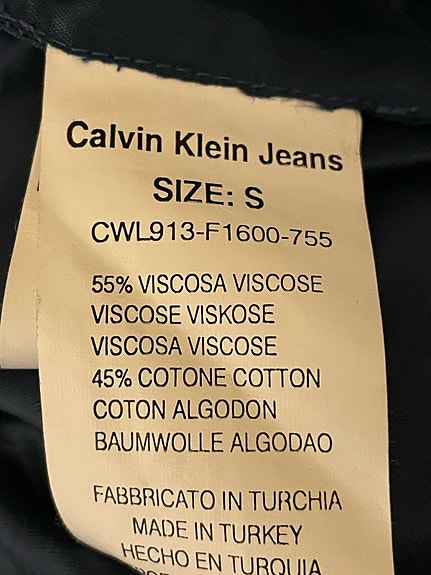 Calvin Klein Jeans
SIZE: S
CWL913-F1600-755
55% VISCOSA VISCOSE
VISCOSE VISKOSE
VISCOSA VISCOSE
45% COTONE COTTON
COTON ALGODON
BAUMWOLLE ALGODAO
FABBRICATO IN TURCHIA
MADE IN TURKEY
HECHO EN TURQUIA